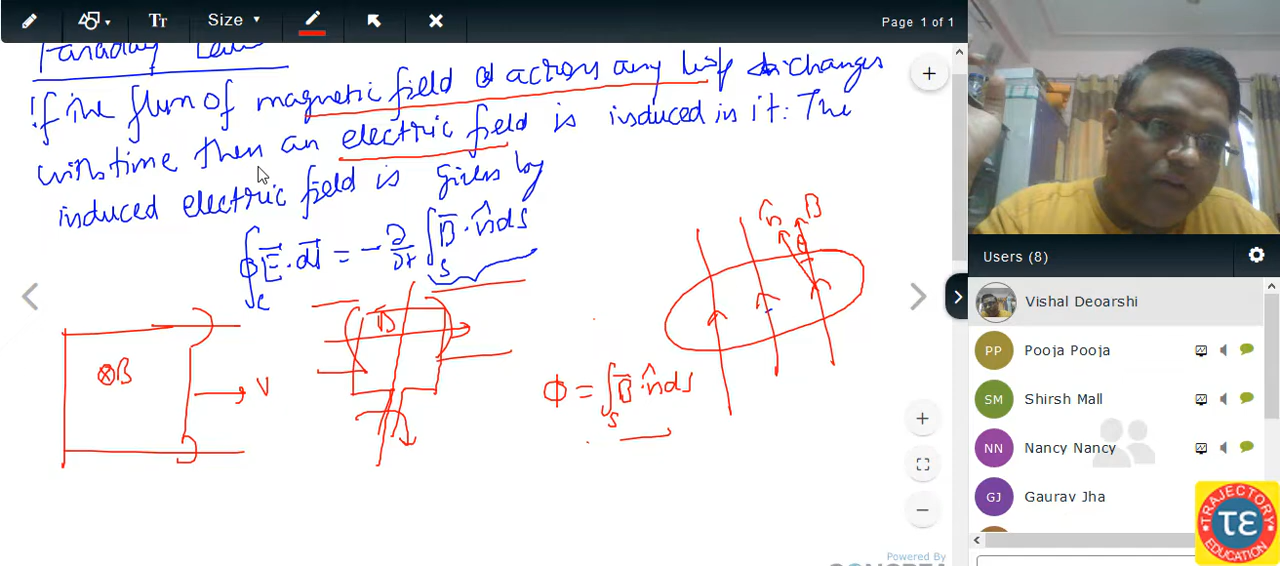 Tт Size Page 1 of 1
Faraday Law
If the flux of magnetic field across any loop changes
with time then an electric field is induced in it: The
induced electric field is given by
∮c E̅·dl̅ = -∂/∂t ∫s B̅·n̂ds
⊗B
V
B
n̂ B
θ
Φ = ∫s B̅·n̂ds
Users (8)
Vishal Deoarshi
PP Pooja Pooja
SM Shirsh Mall
NN Nancy Nancy
GJ Gaurav Jha
TRAJECTORY
TE
EDUCATION
Powered By